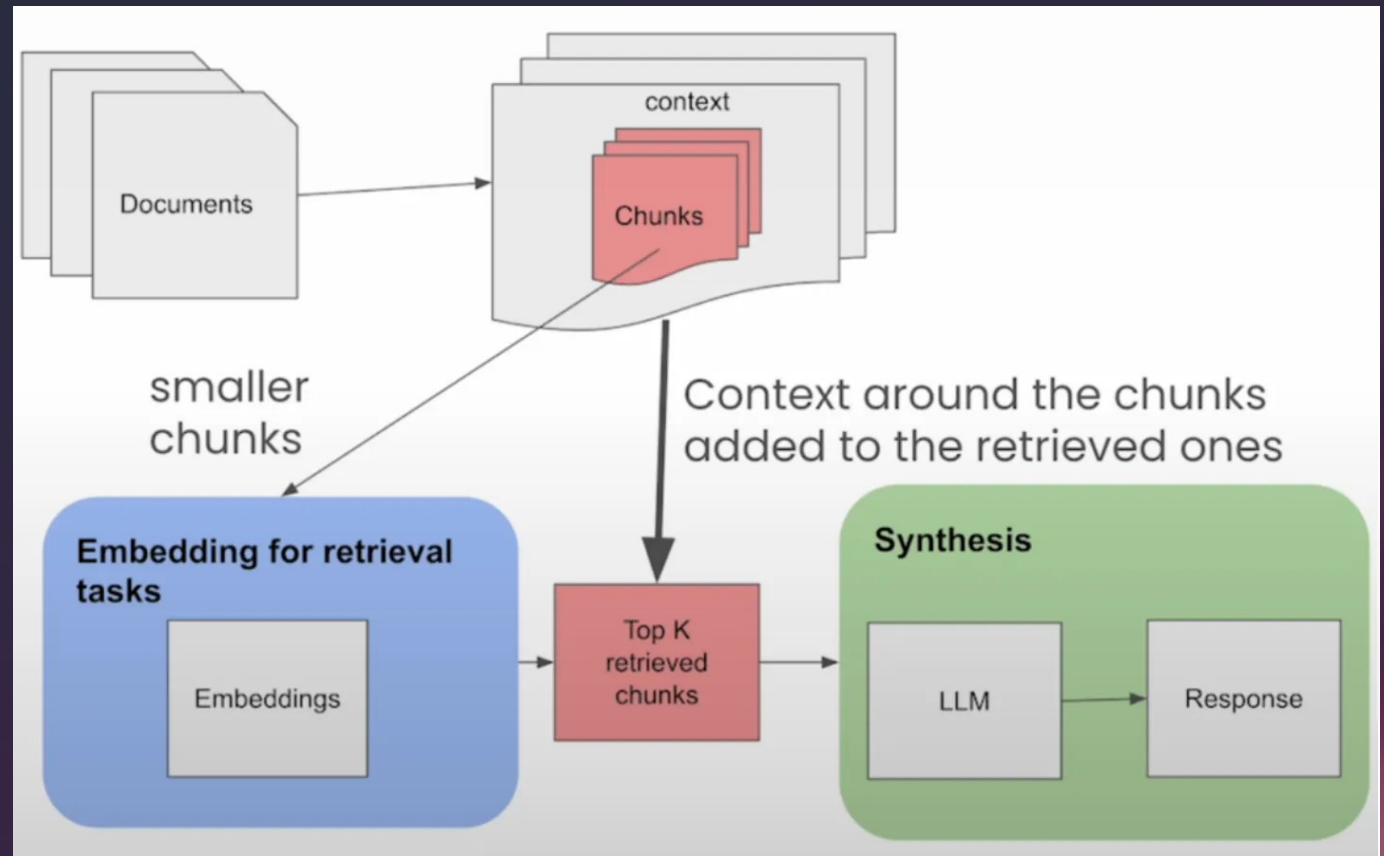 context
Documents
Chunks
smaller
chunks
Context around the chunks
added to the retrieved ones
Embedding for retrieval
tasks
Embeddings
Top K
retrieved
chunks
Synthesis
LLM
Response